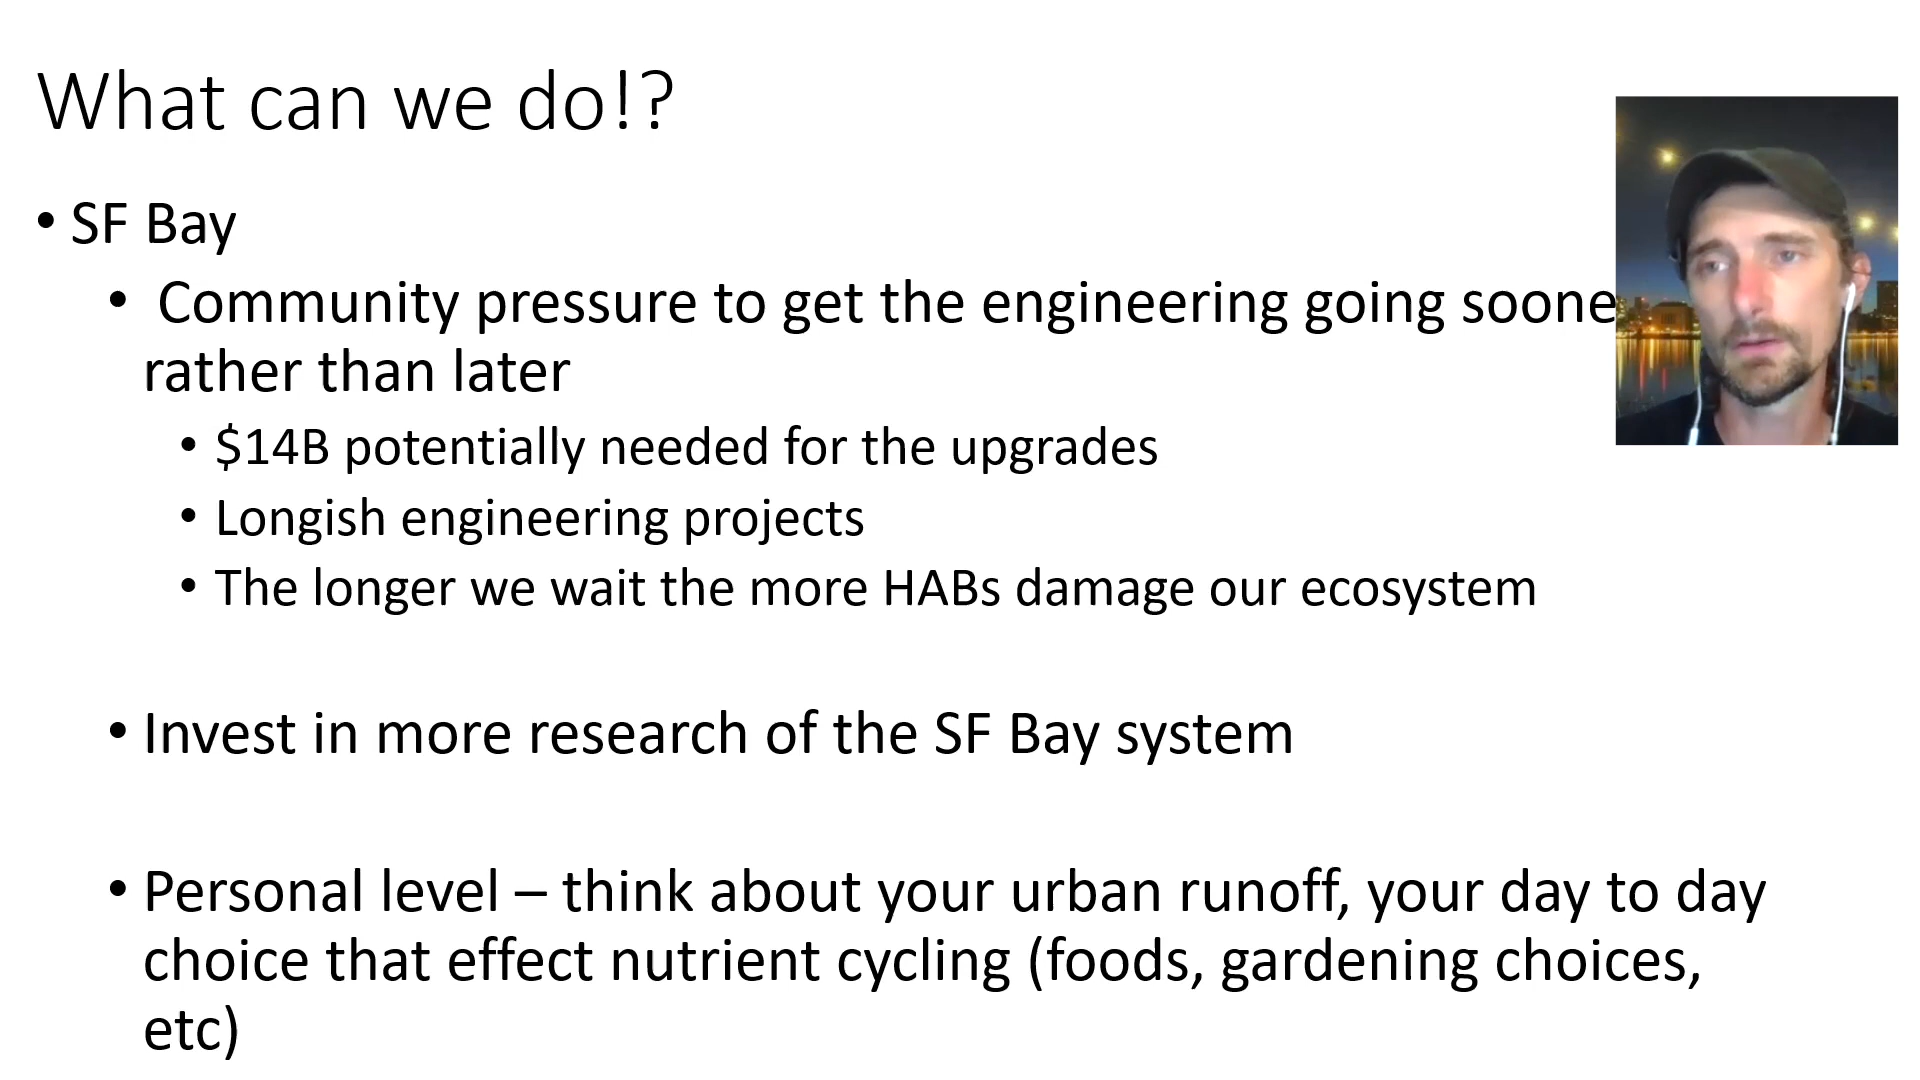 What can we do!?
• SF Bay
• Community pressure to get the engineering going soone
rather than later
• $14B potentially needed for the upgrades
• Longish engineering projects
• The longer we wait the more HABs damage our ecosystem
• Invest in more research of the SF Bay system
• Personal level – think about your urban runoff, your day to day
choice that effect nutrient cycling (foods, gardening choices,
etc)